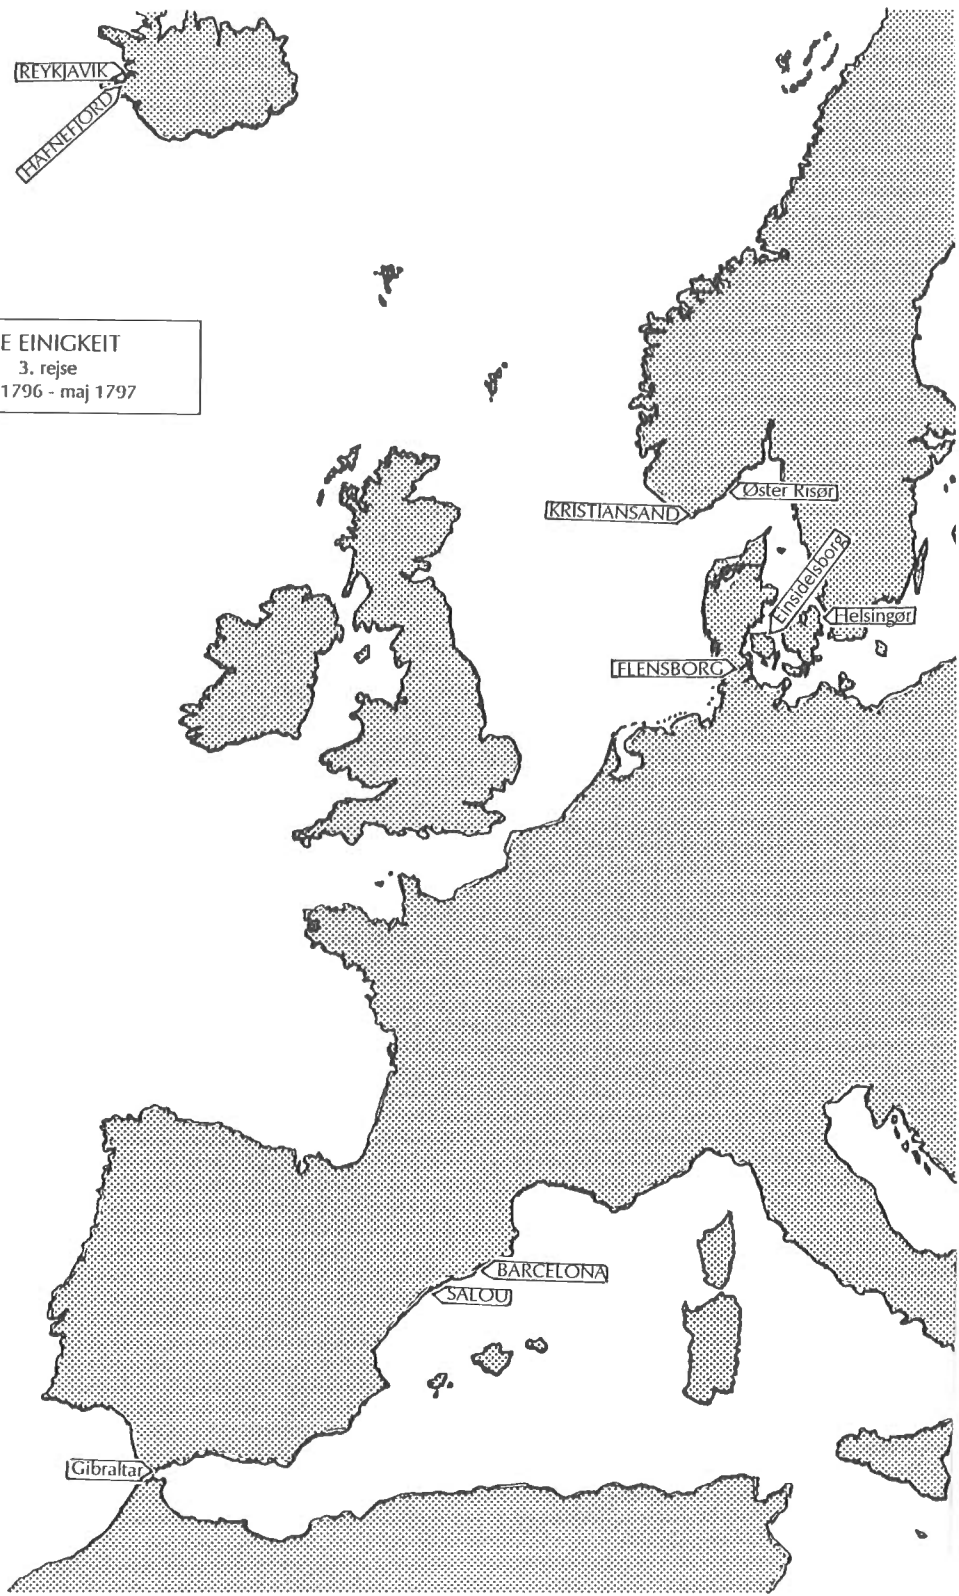 REYKJAVIK
HAFNEFJORD
E EINIGKEIT
3. rejse
1796 - maj 1797
Øster Risør
KRISTIANSAND
Einsidelsborg
Helsingør
FLENSBORG
BARCELONA
SALOU
Gibraltar